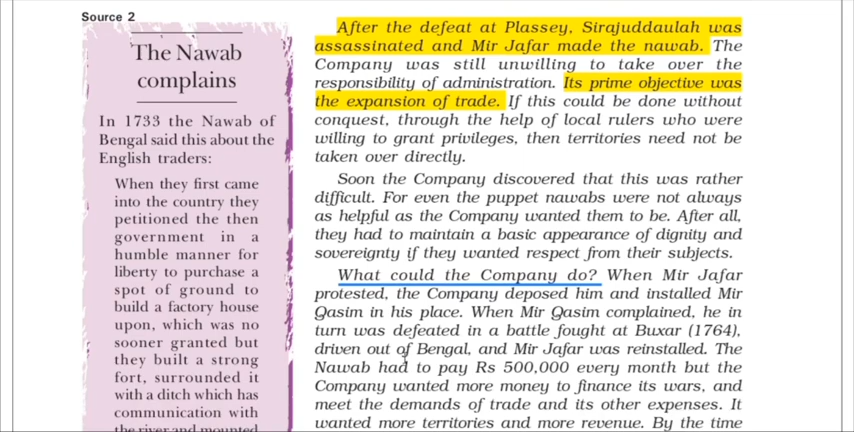 Source 2
The Nawab
complains
In 1733 the Nawab of
Bengal said this about the
English traders:
When they first came
into the country they
petitioned the then
government in a
humble manner for
liberty to purchase a
spot of ground to
build a factory house
upon, which was no
sooner granted but
they built a strong
fort, surrounded it
with a ditch which has
communication with
the river and mounted
After the defeat at Plassey, Sirajuddaulah was
assassinated and Mir Jafar made the nawab. The
Company was still unwilling to take over the
responsibility of administration. Its prime objective was
the expansion of trade. If this could be done without
conquest, through the help of local rulers who were
willing to grant privileges, then territories need not be
taken over directly.
Soon the Company discovered that this was rather
difficult. For even the puppet nawabs were not always
as helpful as the Company wanted them to be. After all,
they had to maintain a basic appearance of dignity and
sovereignty if they wanted respect from their subjects.
What could the Company do? When Mir Jafar
protested, the Company deposed him and installed Mir
Qasim in his place. When Mir Qasim complained, he in
turn was defeated in a battle fought at Buxar (1764),
driven out of Bengal, and Mir Jafar was reinstalled. The
Nawab had to pay Rs 500,000 every month but the
Company wanted more money to finance its wars, and
meet the demands of trade and its other expenses. It
wanted more territories and more revenue. By the time